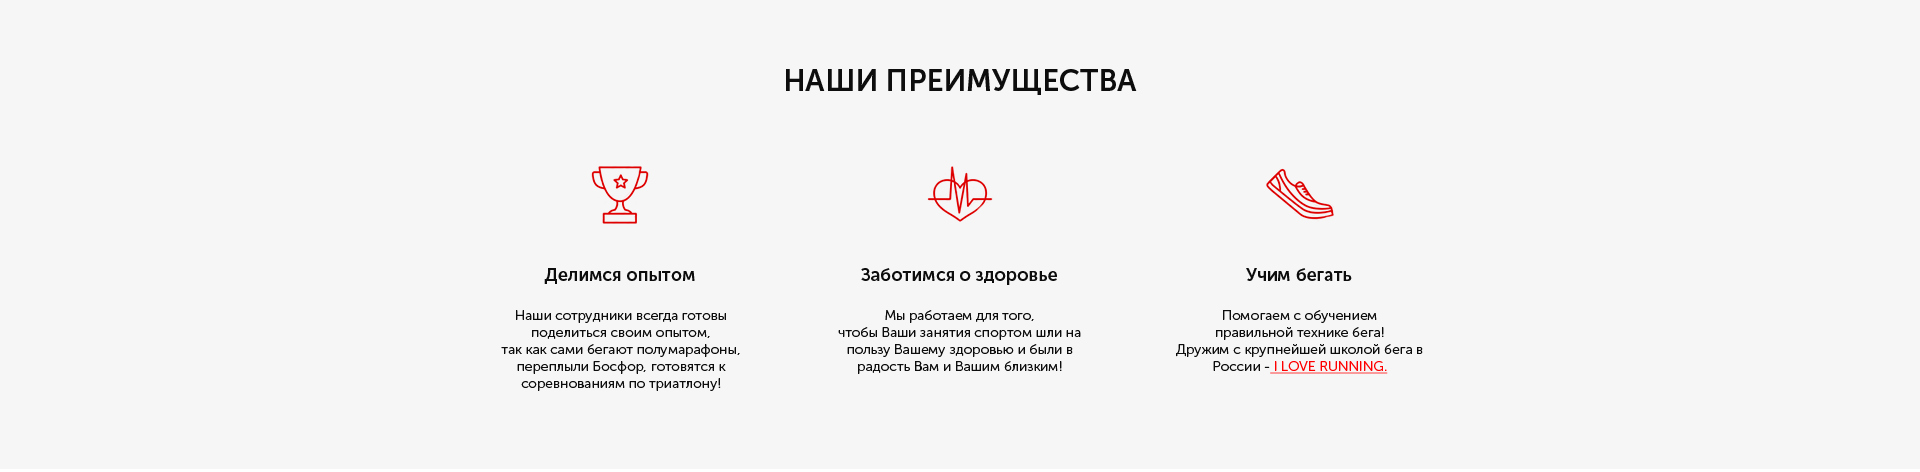 НАШИ ПРЕИМУЩЕСТВА
Делимся опытом
Наши сотрудники всегда готовы
поделиться своим опытом,
так как сами бегают полумарафоны,
переплыли Босфор, готовятся к
соревнованиям по триатлону!
Заботимся о здоровье
Мы работаем для того,
чтобы Ваши занятия спортом шли на
пользу Вашему здоровью и были в
радость Вам и Вашим близким!
Учим бегать
Помогаем с обучением
правильной технике бега!
Дружим с крупнейшей школой бега в
России - I LOVE RUNNING.